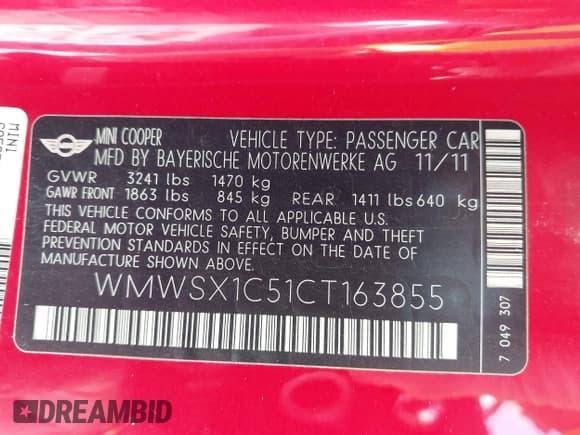 MINI COOPER VEHICLE TYPE: PASSENGER CAR
MFD BY BAYERISCHE MOTORENWERKE AG 11/11
GVWR 3241 lbs 1470 kg
GAWR FRONT 1863 lbs 845 kg REAR 1411 lbs 640 kg
THIS VEHICLE CONFORMS TO ALL APPLICABLE U.S.
FEDERAL MOTOR VEHICLE SAFETY, BUMPER AND THEFT
PREVENTION STANDARDS IN EFFECT ON THE DATE OF
MANUFACTURE SHOWN ABOVE.
WMWSX1C51CT163855
7 049 307
MINI
DREAMBID